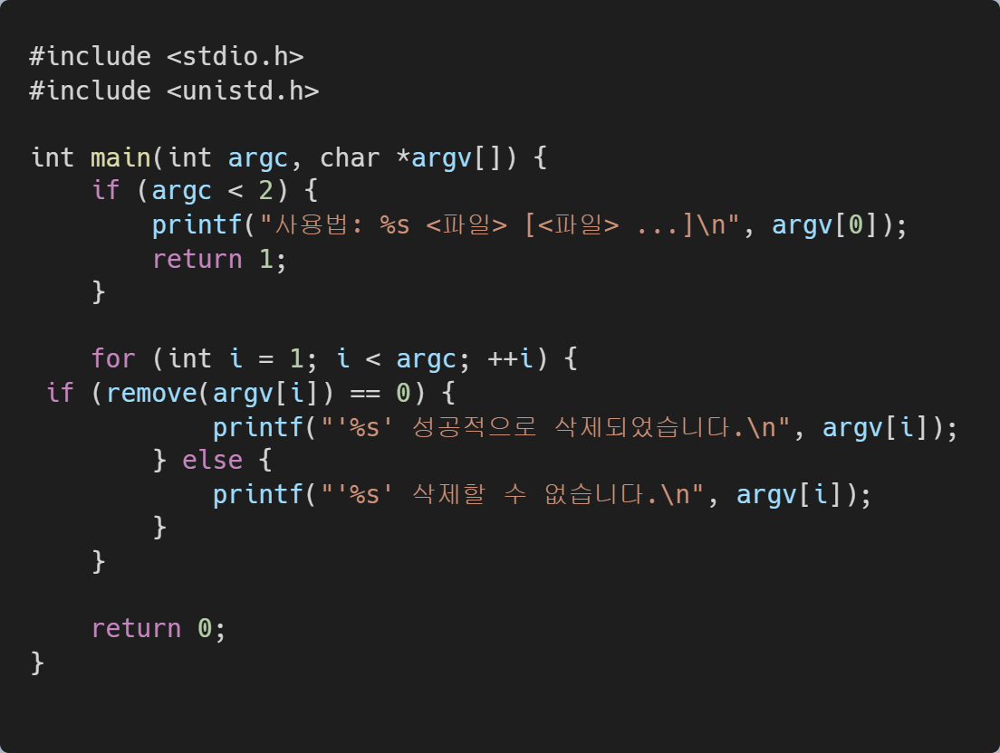 #include <stdio.h>
#include <unistd.h>

int main(int argc, char *argv[]) {
    if (argc < 2) {
        printf("사용법: %s <파일> [<파일> ...]\n", argv[0]);
        return 1;
    }

    for (int i = 1; i < argc; ++i) {
 if (remove(argv[i]) == 0) {
            printf("'%s' 성공적으로 삭제되었습니다.\n", argv[i]);
        } else {
            printf("'%s' 삭제할 수 없습니다.\n", argv[i]);
        }
    }

    return 0;
}